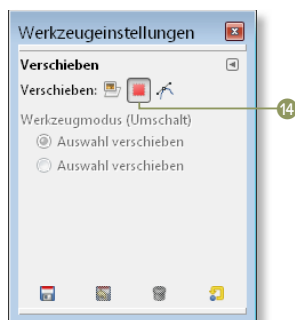 Werkzeugeinstellungen
Verschieben
Verschieben:
14
Werkzeugmodus (Umschalt)
Auswahl verschieben
Auswahl verschieben